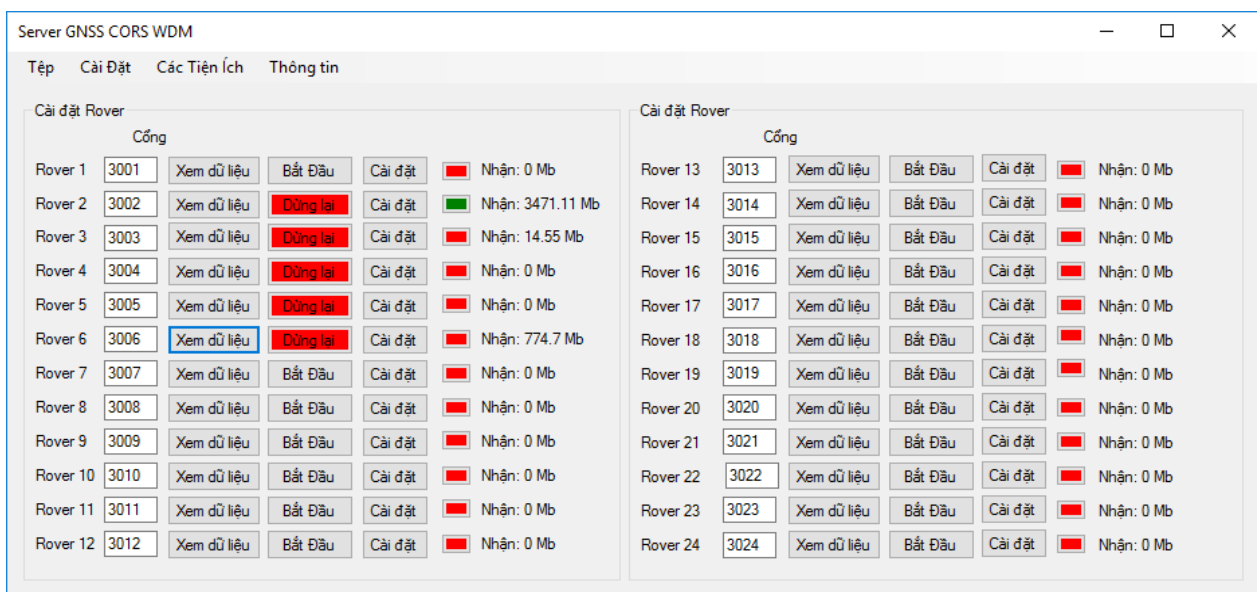 Server GNSS CORS WDM
Tệp Cài Đặt Các Tiện Ích Thông tin
Cài đặt Rover
Cổng
Rover 1 3001 Xem dữ liệu Bắt Đầu Cài đặt Nhận: 0 Mb
Rover 2 3002 Xem dữ liệu Dừng lại Cài đặt Nhận: 3471.11 Mb
Rover 3 3003 Xem dữ liệu Dừng lại Cài đặt Nhận: 14.55 Mb
Rover 4 3004 Xem dữ liệu Dừng lại Cài đặt Nhận: 0 Mb
Rover 5 3005 Xem dữ liệu Dừng lại Cài đặt Nhận: 0 Mb
Rover 6 3006 Xem dữ liệu Dừng lại Cài đặt Nhận: 774.7 Mb
Rover 7 3007 Xem dữ liệu Bắt Đầu Cài đặt Nhận: 0 Mb
Rover 8 3008 Xem dữ liệu Bắt Đầu Cài đặt Nhận: 0 Mb
Rover 9 3009 Xem dữ liệu Bắt Đầu Cài đặt Nhận: 0 Mb
Rover 10 3010 Xem dữ liệu Bắt Đầu Cài đặt Nhận: 0 Mb
Rover 11 3011 Xem dữ liệu Bắt Đầu Cài đặt Nhận: 0 Mb
Rover 12 3012 Xem dữ liệu Bắt Đầu Cài đặt Nhận: 0 Mb
Cài đặt Rover
Cổng
Rover 13 3013 Xem dữ liệu Bắt Đầu Cài đặt Nhận: 0 Mb
Rover 14 3014 Xem dữ liệu Bắt Đầu Cài đặt Nhận: 0 Mb
Rover 15 3015 Xem dữ liệu Bắt Đầu Cài đặt Nhận: 0 Mb
Rover 16 3016 Xem dữ liệu Bắt Đầu Cài đặt Nhận: 0 Mb
Rover 17 3017 Xem dữ liệu Bắt Đầu Cài đặt Nhận: 0 Mb
Rover 18 3018 Xem dữ liệu Bắt Đầu Cài đặt Nhận: 0 Mb
Rover 19 3019 Xem dữ liệu Bắt Đầu Cài đặt Nhận: 0 Mb
Rover 20 3020 Xem dữ liệu Bắt Đầu Cài đặt Nhận: 0 Mb
Rover 21 3021 Xem dữ liệu Bắt Đầu Cài đặt Nhận: 0 Mb
Rover 22 3022 Xem dữ liệu Bắt Đầu Cài đặt Nhận: 0 Mb
Rover 23 3023 Xem dữ liệu Bắt Đầu Cài đặt Nhận: 0 Mb
Rover 24 3024 Xem dữ liệu Bắt Đầu Cài đặt Nhận: 0 Mb